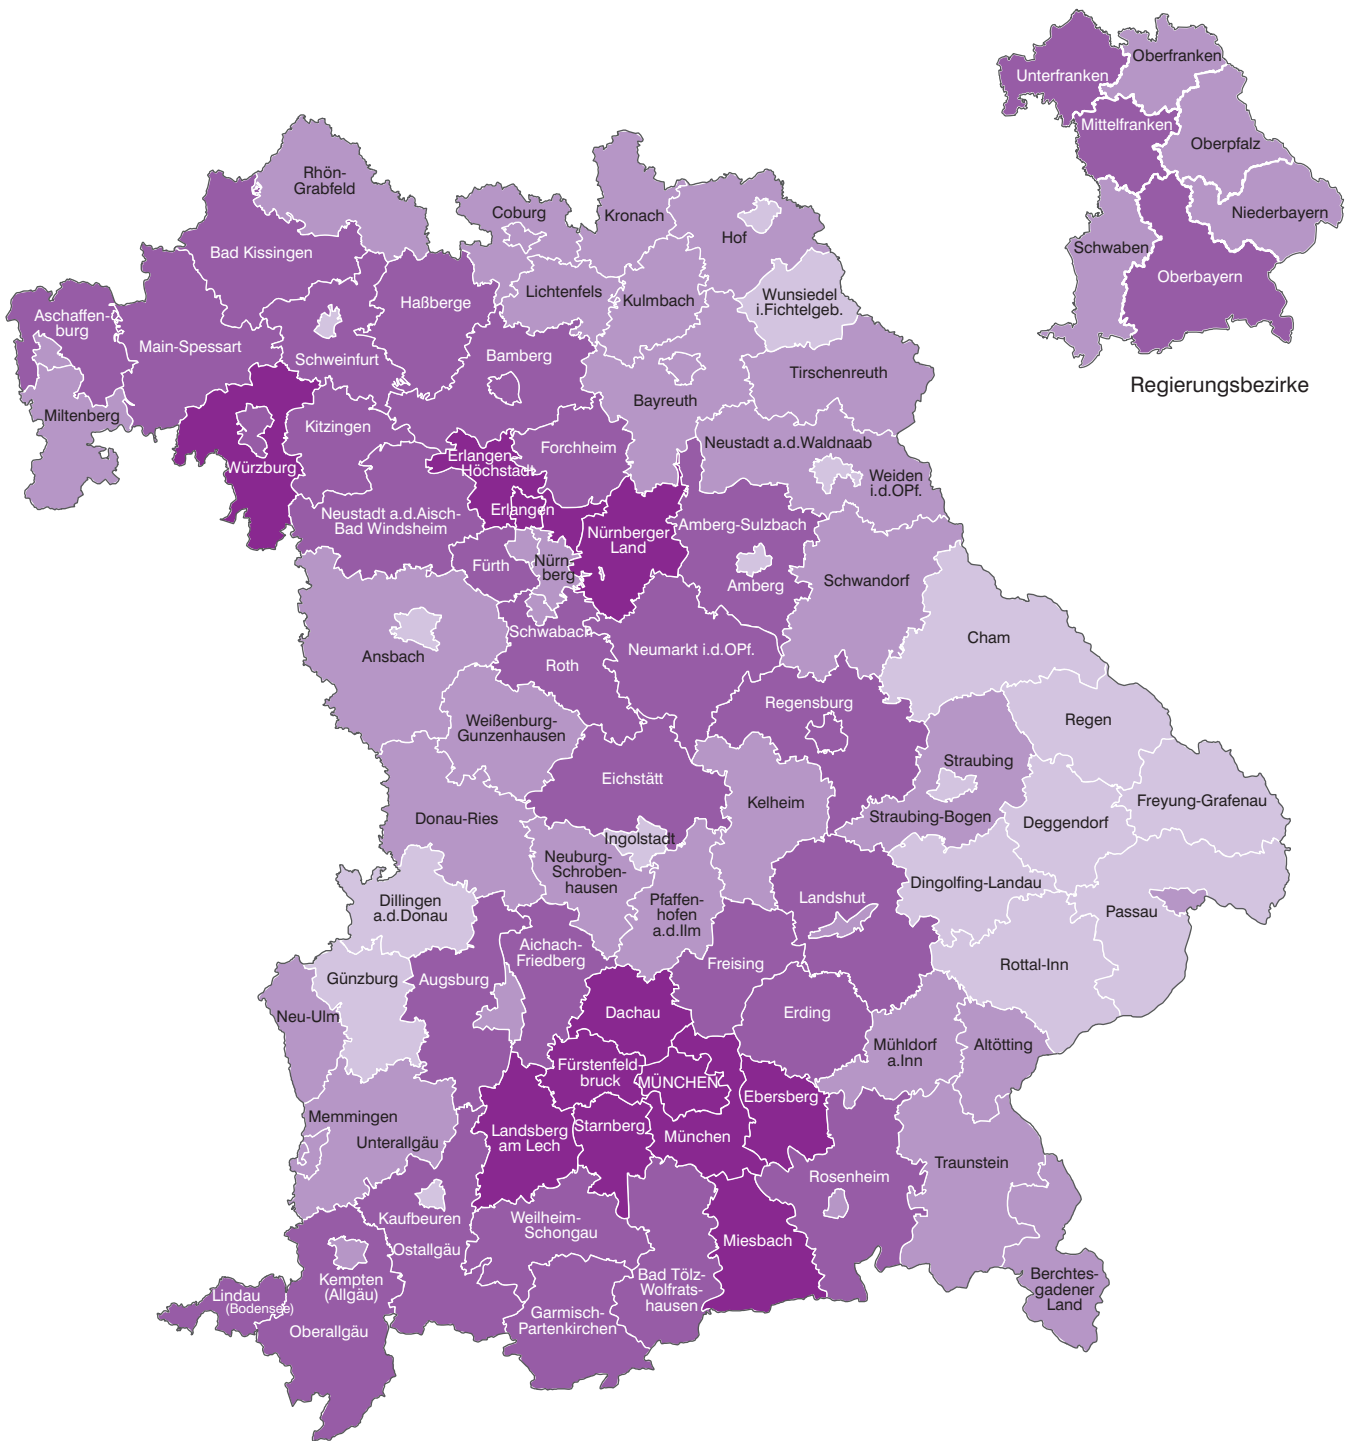 Oberfranken
Unterfranken
Mittelfranken
Oberpfalz
Niederbayern
Schwaben
Oberbayern
Regierungsbezirke
Rhön-
Grabfeld
Coburg
Kronach
Hof
Bad Kissingen
Lichtenfels
Kulmbach
Wunsiedel
i.Fichtelgeb.
Haßberge
Aschaffen-
burg
Main-Spessart
Schweinfurt
Bamberg
Tirschenreuth
Bayreuth
Miltenberg
Kitzingen
Neustadt a.d.Waldnaab
Forchheim
Erlangen-
Höchstadt
Würzburg
Weiden
i.d.OPf.
Neustadt a.d.Aisch-
Bad Windsheim
Erlangen
Nürnberger
Land
Amberg-Sulzbach
Fürth
Nürn-
berg
Amberg
Schwandorf
Schwabach
Cham
Ansbach
Roth
Neumarkt i.d.OPf.
Regensburg
Regen
Weißenburg-
Gunzenhausen
Straubing
Eichstätt
Kelheim
Freyung-Grafenau
Donau-Ries
Straubing-Bogen
Deggendorf
Ingolstadt
Neuburg-
Schroben-
hausen
Dillingen
a.d.Donau
Pfaffen-
hofen
a.d.Ilm
Landshut
Dingolfing-Landau
Passau
Aichach-
Friedberg
Freising
Rottal-Inn
Günzburg
Augsburg
Neu-Ulm
Dachau
Erding
Mühldorf
a.Inn
Altötting
Fürstenfeld
bruck
MÜNCHEN
Ebersberg
Memmingen
Unterallgäu
Landsberg
am Lech
Starnberg
München
Traunstein
Rosenheim
Kaufbeuren
Weilheim-
Schongau
Miesbach
Ostallgäu
Kempten
(Allgäu)
Bad Tölz-
Wolfrats-
hausen
Berchtes-
gadener
Land
Lindau
(Bodensee)
Oberallgäu
Garmisch-
Partenkirchen